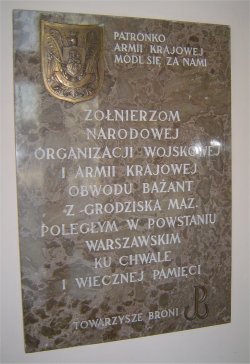 PATRONKO
ARMII KRAJOWEJ
MÓDL SIĘ ZA NAMI
ŻOŁNIERZOM
NARODOWEJ
ORGANIZACJI WOJSKOWEJ
I ARMII KRAJOWEJ
OBWODU BAŻANT
Z GRODZISKA MAZ.
POLEGŁYM W POWSTANIU
WARSZAWSKIM
KU CHWALE
I WIECZNEJ PAMIĘCI
TOWARZYSZE BRONI